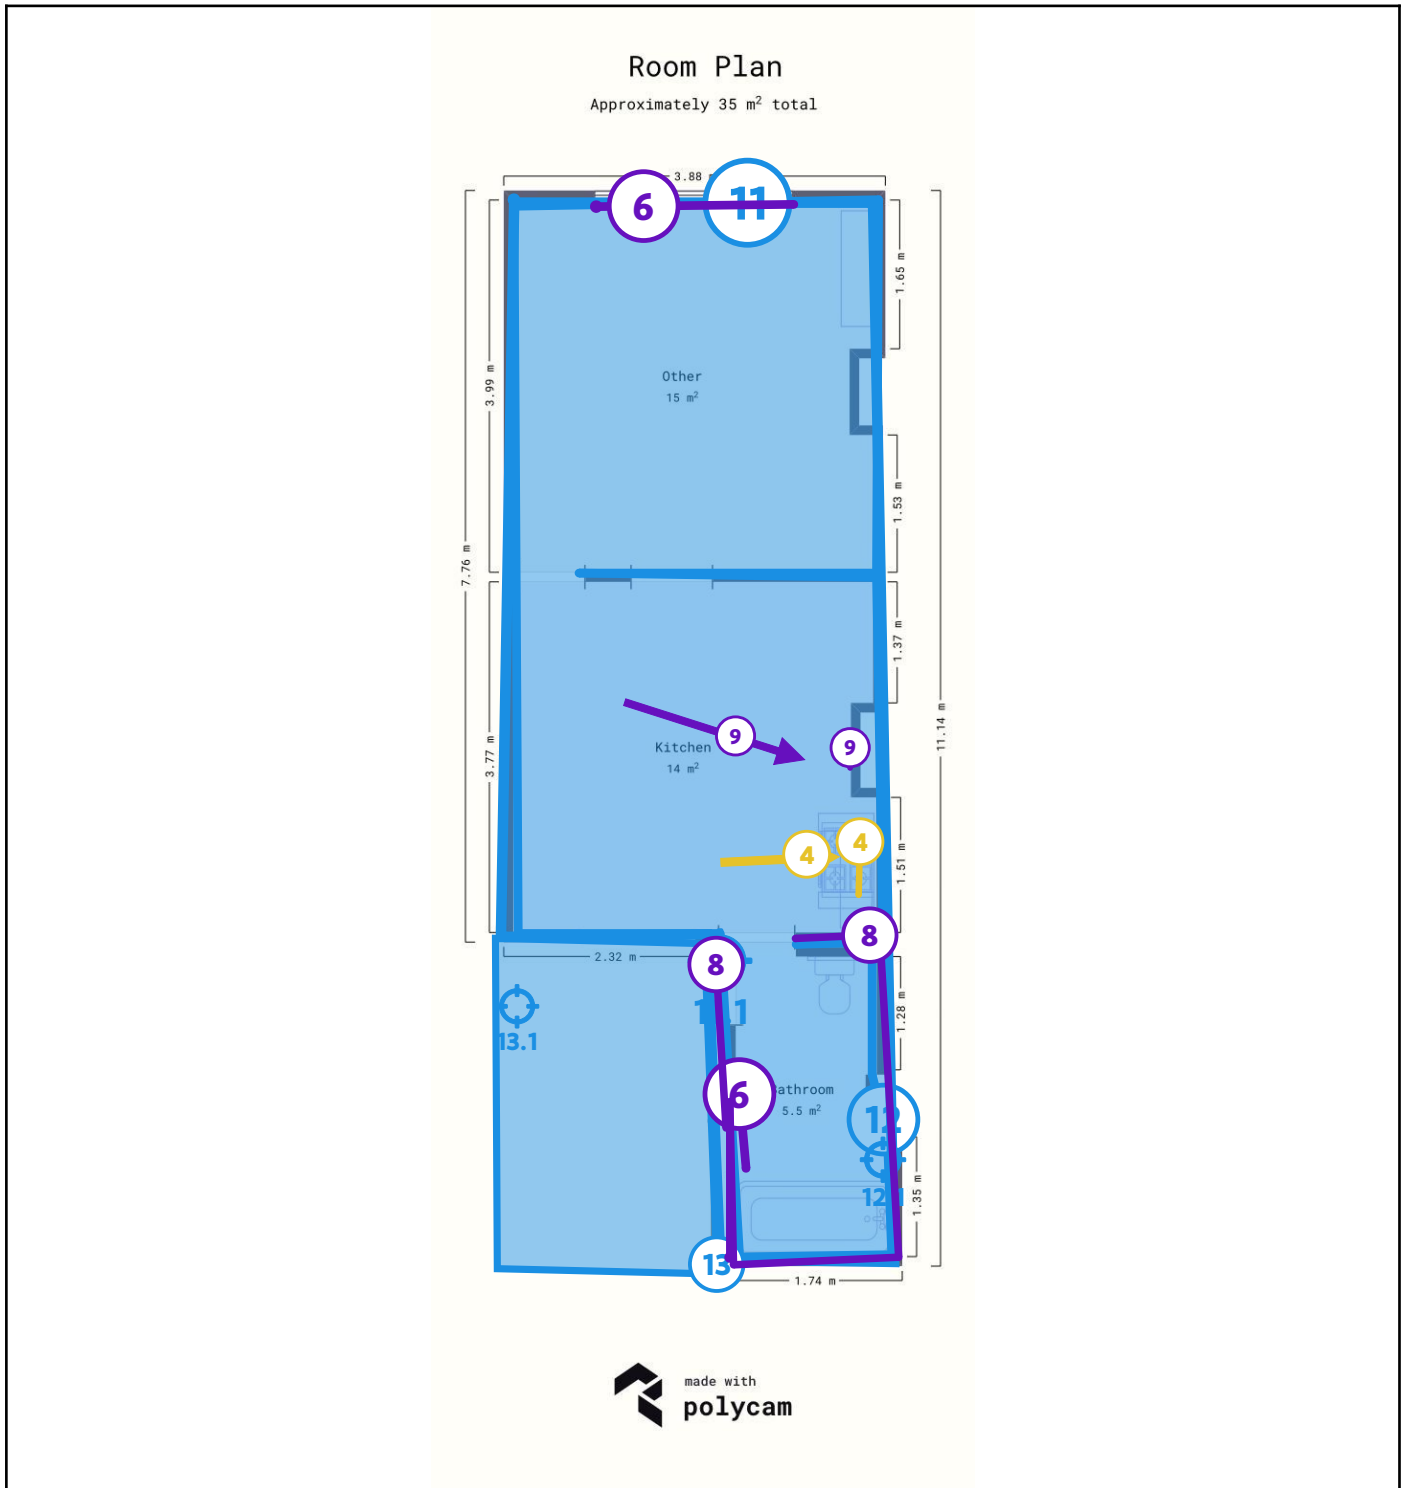 Room Plan
Approximately 35 m² total
3.88
6
11
1.65 m
3.99 m
Other
15 m²
1.53 m
7.76 m
1.37 m
9
9
Kitchen
14 m²
11.14 m
3.77 m
4
4
1.51 m
8
8
2.32 m
13.1
1.28 m
6
athroom
5.5 m²
12
1.35 m
13
1.74 m
made with
polycam